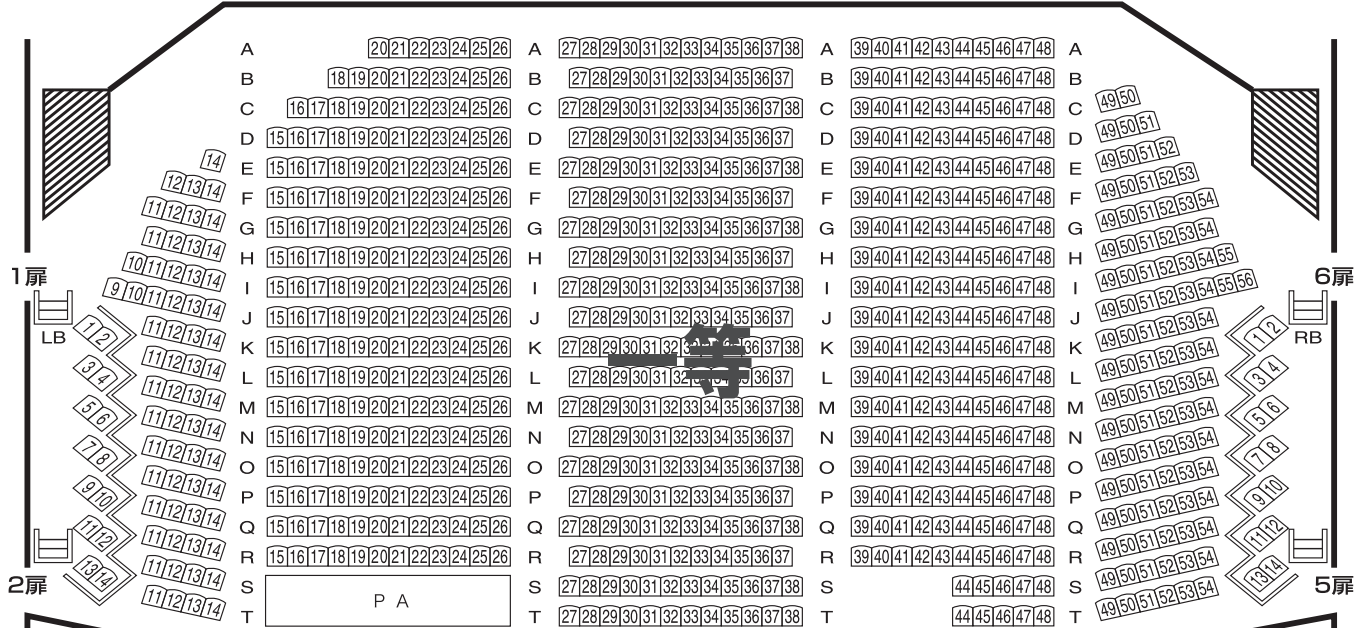 A 20 21 22 23 24 25 26 A 27 28 29 30 31 32 33 34 35 36 37 38 A 39 40 41 42 43 44 45 46 47 48 A
B 18 19 20 21 22 23 24 25 26 B 27 28 29 30 31 32 33 34 35 36 37 B 39 40 41 42 43 44 45 46 47 48 B
C 16 17 18 19 20 21 22 23 24 25 26 C 27 28 29 30 31 32 33 34 35 36 37 38 C 39 40 41 42 43 44 45 46 47 48 C 49 50
D 15 16 17 18 19 20 21 22 23 24 25 26 D 27 28 29 30 31 32 33 34 35 36 37 D 39 40 41 42 43 44 45 46 47 48 D 49 50 51
14 E 15 16 17 18 19 20 21 22 23 24 25 26 E 27 28 29 30 31 32 33 34 35 36 37 38 E 39 40 41 42 43 44 45 46 47 48 E 49 50 51 52
12 13 14 F 15 16 17 18 19 20 21 22 23 24 25 26 F 27 28 29 30 31 32 33 34 35 36 37 F 39 40 41 42 43 44 45 46 47 48 F 49 50 51 52 53
11 12 13 14 G 15 16 17 18 19 20 21 22 23 24 25 26 G 27 28 29 30 31 32 33 34 35 36 37 38 G 39 40 41 42 43 44 45 46 47 48 G 49 50 51 52 53 54
11 12 13 14 H 15 16 17 18 19 20 21 22 23 24 25 26 H 27 28 29 30 31 32 33 34 35 36 37 H 39 40 41 42 43 44 45 46 47 48 H 49 50 51 52 53 54
1扉 10 11 12 13 14 I 15 16 17 18 19 20 21 22 23 24 25 26 I 27 28 29 30 31 32 33 34 35 36 37 38 I 39 40 41 42 43 44 45 46 47 48 I 49 50 51 52 53 54 55 6扉
9 10 11 12 13 14 J 15 16 17 18 19 20 21 22 23 24 25 26 J 27 28 29 30 31 32 33 34 35 36 37 J 39 40 41 42 43 44 45 46 47 48 J 49 50 51 52 53 54 55 56
LB 1 2 11 12 13 14 K 15 16 17 18 19 20 21 22 23 24 25 26 K 27 28 29 30 31 32 36 37 38 K 39 40 41 42 43 44 45 46 47 48 K 49 50 51 52 53 54 1 2 RB
3 4 11 12 13 14 L 15 16 17 18 19 20 21 22 23 24 25 26 L 27 28 29 30 31 32 36 37 L 39 40 41 42 43 44 45 46 47 48 L 49 50 51 52 53 54 3 4
5 6 11 12 13 14 M 15 16 17 18 19 20 21 22 23 24 25 26 M 27 28 29 30 31 32 33 34 35 36 37 38 M 39 40 41 42 43 44 45 46 47 48 M 49 50 51 52 53 54 5 6
11 12 13 14 N 15 16 17 18 19 20 21 22 23 24 25 26 N 27 28 29 30 31 32 33 34 35 36 37 N 39 40 41 42 43 44 45 46 47 48 N 49 50 51 52 53 54
7 8 11 12 13 14 O 15 16 17 18 19 20 21 22 23 24 25 26 O 27 28 29 30 31 32 33 34 35 36 37 38 O 39 40 41 42 43 44 45 46 47 48 O 49 50 51 52 53 54 7 8
9 10 11 12 13 14 P 15 16 17 18 19 20 21 22 23 24 25 26 P 27 28 29 30 31 32 33 34 35 36 37 P 39 40 41 42 43 44 45 46 47 48 P 49 50 51 52 53 54 9 10
11 12 11 12 13 14 Q 15 16 17 18 19 20 21 22 23 24 25 26 Q 27 28 29 30 31 32 33 34 35 36 37 38 Q 39 40 41 42 43 44 45 46 47 48 Q 49 50 51 52 53 54 11 12
13 14 11 12 13 14 R 15 16 17 18 19 20 21 22 23 24 25 26 R 27 28 29 30 31 32 33 34 35 36 37 R 39 40 41 42 43 44 45 46 47 48 R 49 50 51 52 53 54 13 14
2扉 11 12 13 14 S P A S 27 28 29 30 31 32 33 34 35 36 37 38 S 44 45 46 47 48 S 49 50 51 52 53 54 5扉
11 12 13 14 T T 27 28 29 30 31 32 33 34 35 36 37 38 T 44 45 46 47 48 T 49 50 51 52 53 54